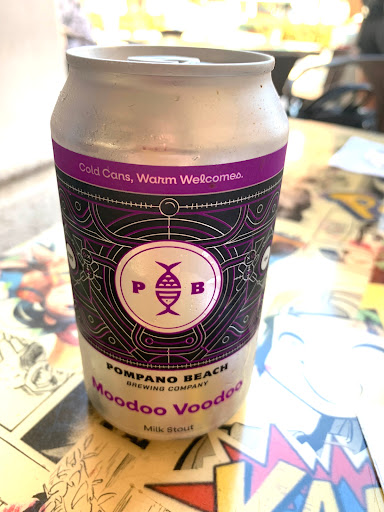 Cold Cans, Warm Welcomes.
P B
POMPANO BEACH
BREWING COMPANY
Moodoo Voodoo
Milk Stout